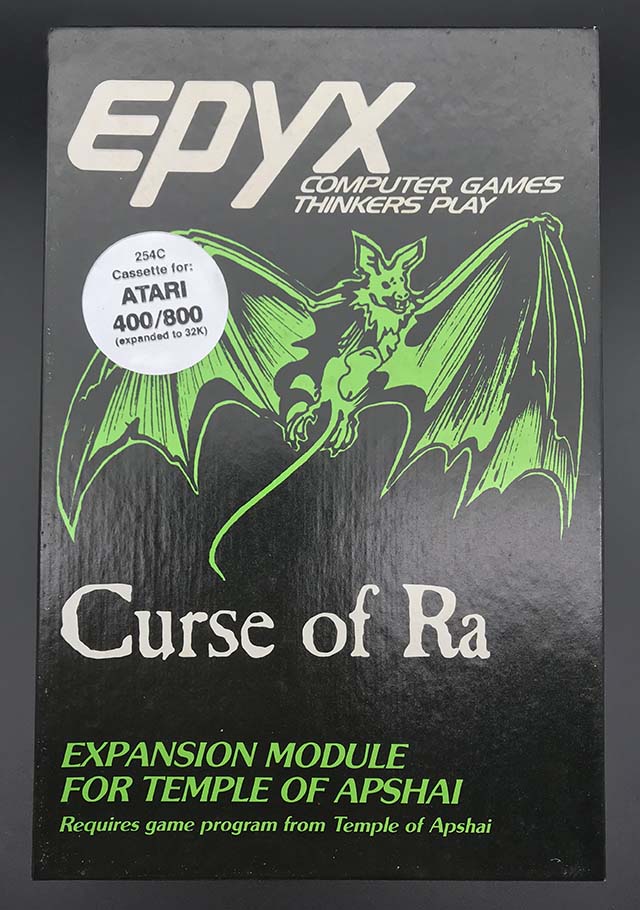 EPYX
COMPUTER GAMES
THINKERS PLAY
254C
Cassette for:
ATARI
400/800
(expanded to 32K)
Curse of Ra
EXPANSION MODULE
FOR TEMPLE OF APSHAI
Requires game program from Temple of Apshai